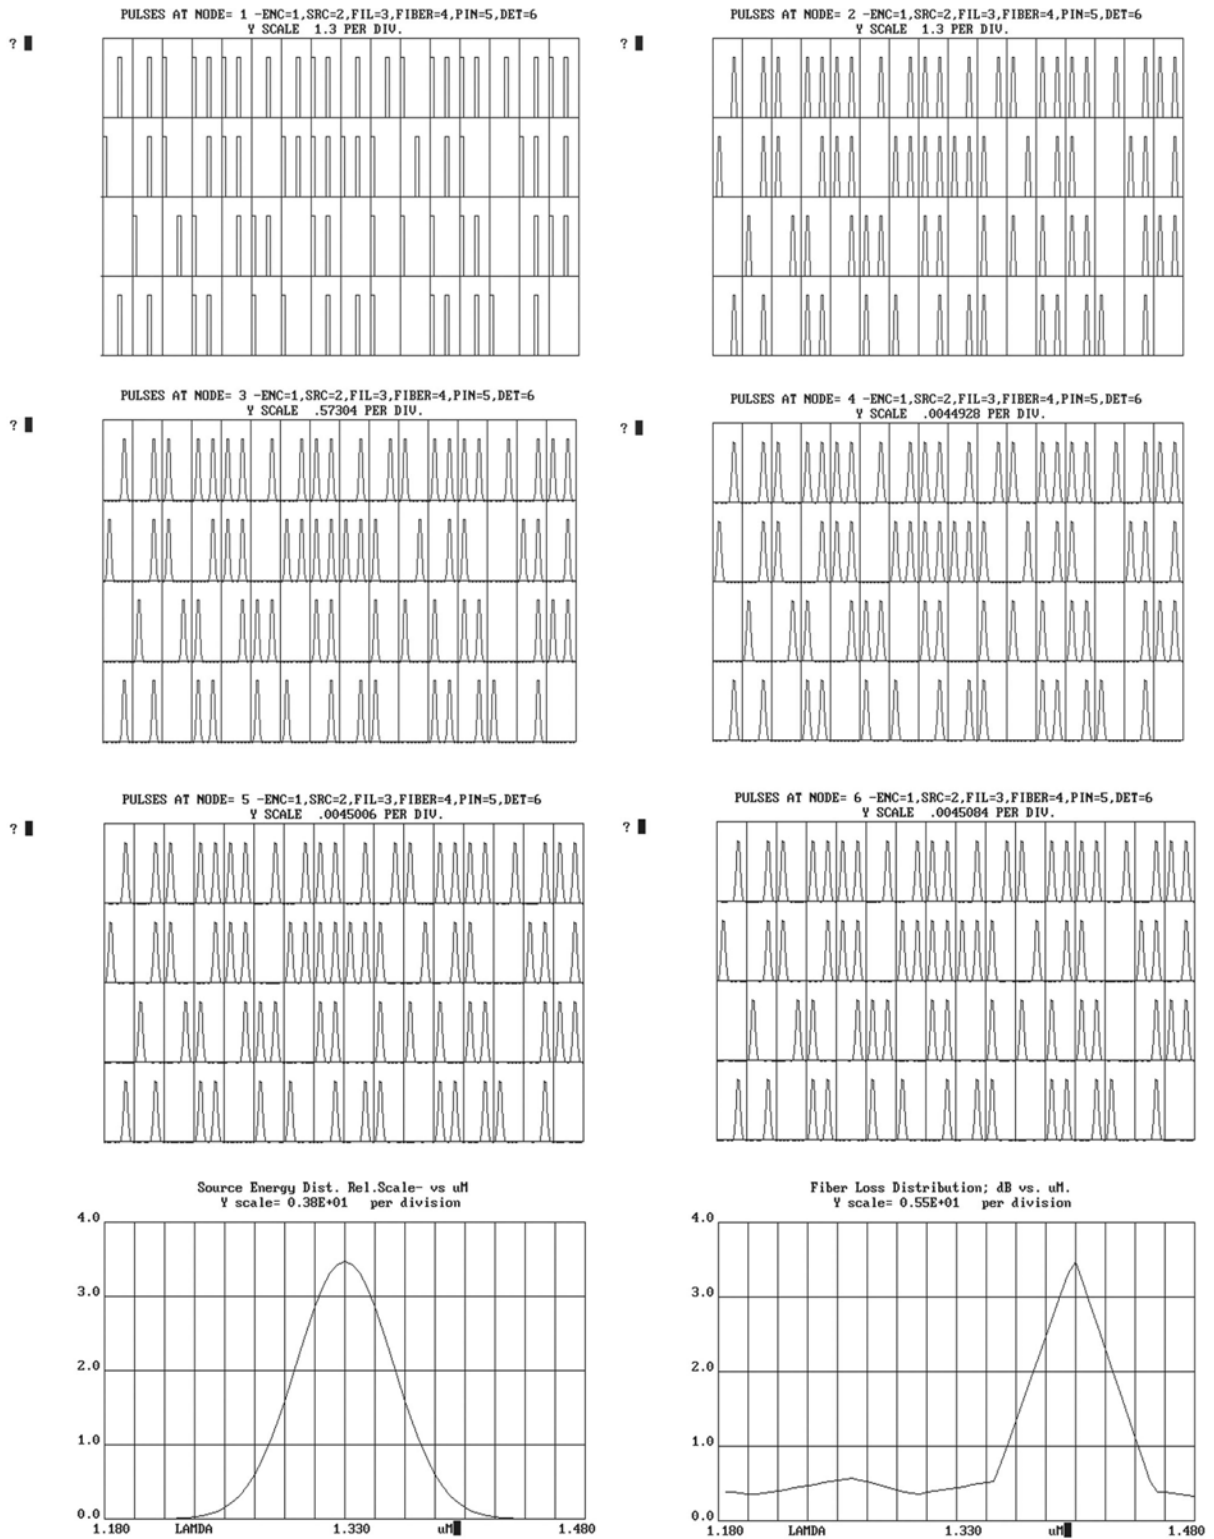 PULSES AT NODE= 1 -ENC=1,SRC=2,FIL=3,FIBER=4,PIN=5,DET=6
Y SCALE 1.3 PER DIV.
?
PULSES AT NODE= 2 -ENC=1,SRC=2,FIL=3,FIBER=4,PIN=5,DET=6
Y SCALE 1.3 PER DIV.
?
PULSES AT NODE= 3 -ENC=1,SRC=2,FIL=3,FIBER=4,PIN=5,DET=6
Y SCALE .57304 PER DIV.
?
PULSES AT NODE= 4 -ENC=1,SRC=2,FIL=3,FIBER=4,PIN=5,DET=6
Y SCALE .0044928 PER DIV.
?
PULSES AT NODE= 5 -ENC=1,SRC=2,FIL=3,FIBER=4,PIN=5,DET=6
Y SCALE .0045006 PER DIV.
?
PULSES AT NODE= 6 -ENC=1,SRC=2,FIL=3,FIBER=4,PIN=5,DET=6
Y SCALE .0045084 PER DIV.
?
Source Energy Dist. Rel.Scale- vs uM
Y scale= 0.38E+01 per division
4.0
3.0
2.0
1.0
0.0
1.180 LAMDA 1.330 uM 1.480
Fiber Loss Distribution; dB vs. uM.
Y scale= 0.55E+01 per division
4.0
3.0
2.0
1.0
0.0
1.180 LAMDA 1.330 uM 1.480